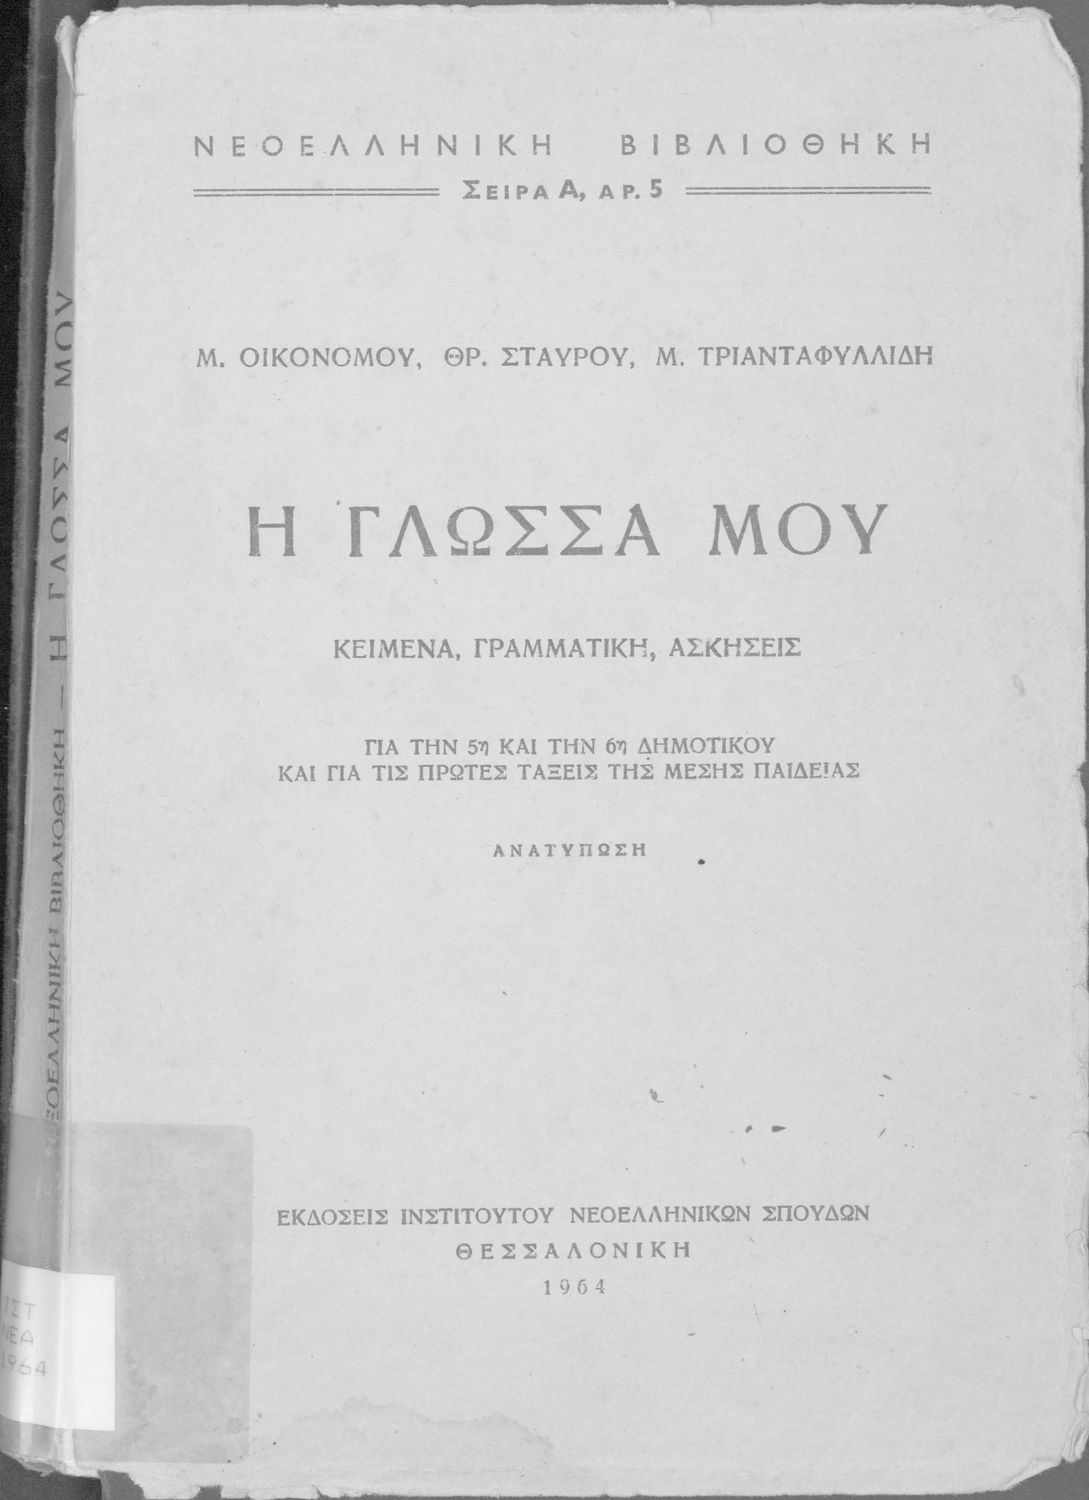 ΝΕΟΕΛΛΗΝΙΚΗ ΒΙΒΛΙΟΘΗΚΗ
ΣΕΙΡΑ Α, ΑΡ. 5
Μ. ΟΙΚΟΝΟΜΟΥ, ΘΡ. ΣΤΑΥΡΟΥ, Μ. ΤΡΙΑΝΤΑΦΥΛΛΙΔΗ
Η ΓΛΩΣΣΑ ΜΟΥ
ΚΕΙΜΕΝΑ, ΓΡΑΜΜΑΤΙΚΗ, ΑΣΚΗΣΕΙΣ
ΓΙΑ ΤΗΝ 5η ΚΑΙ ΤΗΝ 6η ΔΗΜΟΤΙΚΟΥ
ΚΑΙ ΓΙΑ ΤΙΣ ΠΡΩΤΕΣ ΤΑΞΕΙΣ ΤΗΣ ΜΕΣΗΣ ΠΑΙΔΕΙΑΣ
ΑΝΑΤΥΠΩΣΗ
ΕΚΔΟΣΕΙΣ ΙΝΣΤΙΤΟΥΤΟΥ ΝΕΟΕΛΛΗΝΙΚΩΝ ΣΠΟΥΔΩΝ
ΘΕΣΣΑΛΟΝΙΚΗ
1964
ΝΕΟΕΛΛΗΝΙΚΗ ΒΙΒΛΙΟΘΗΚΗ — Η ΓΛΩΣΣΑ ΜΟΥ
ΙΣΤ
ΝΕΑ
1964